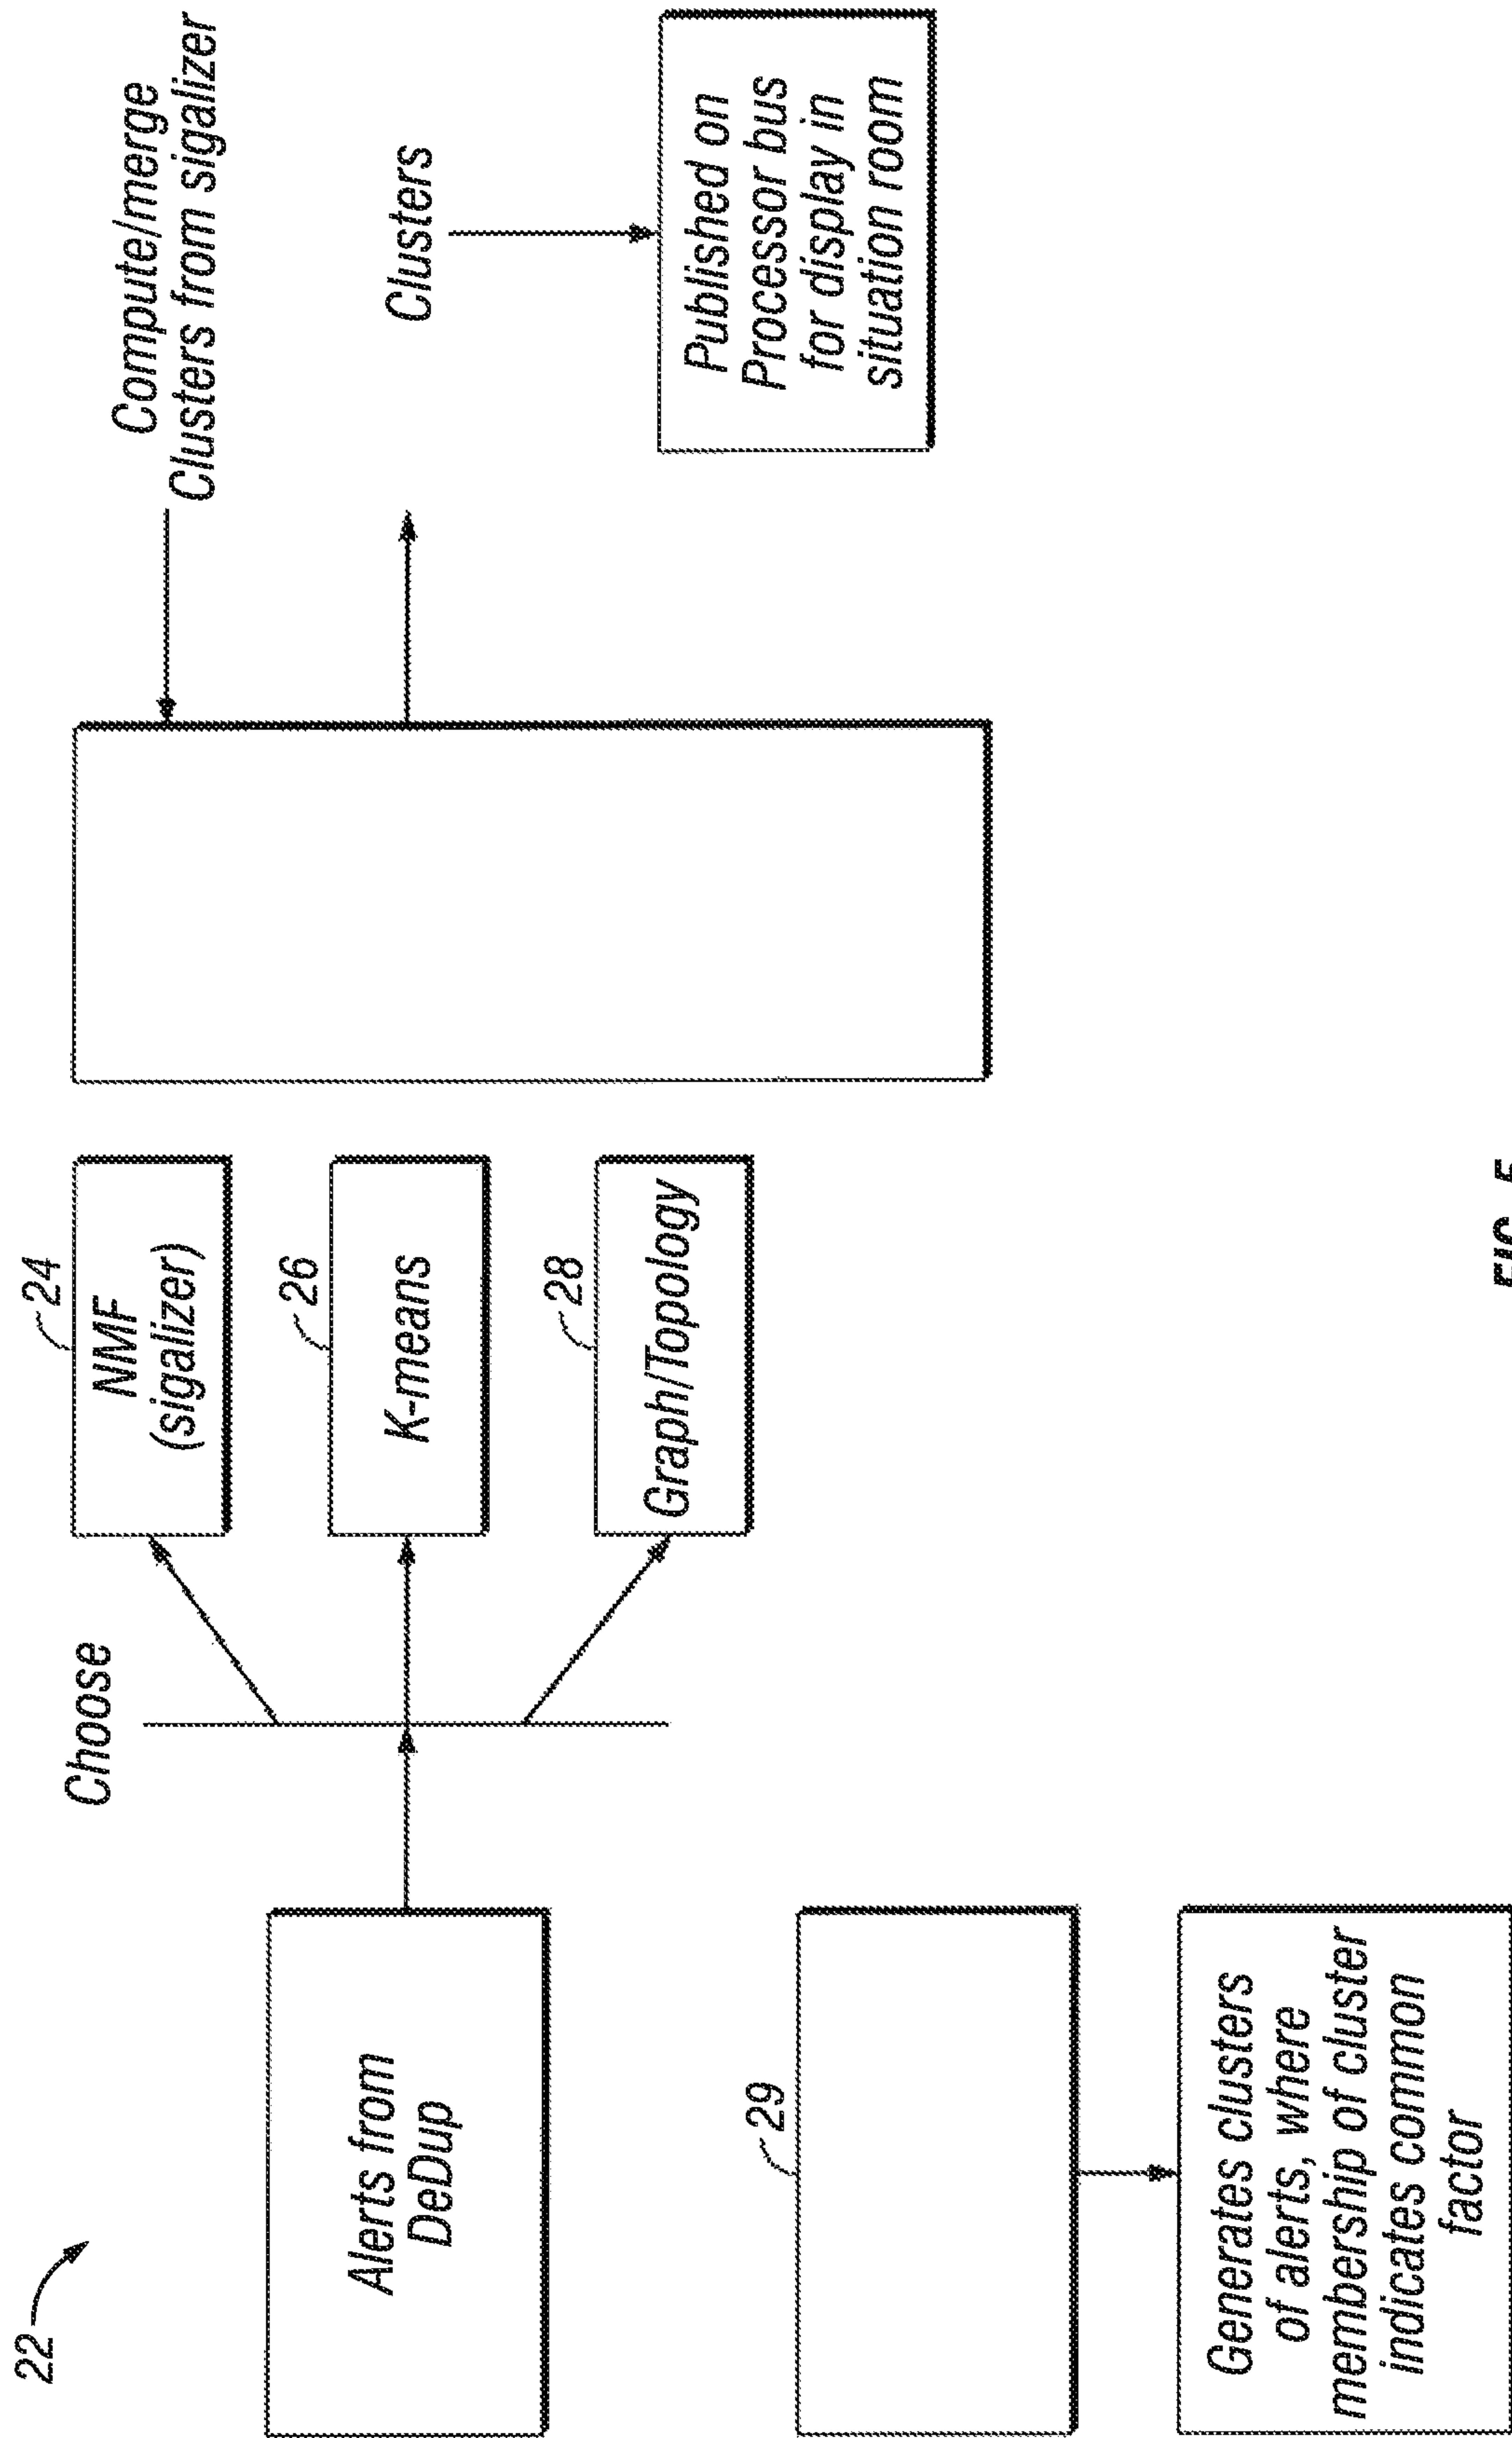 22
Alerts from
DeDup
Choose
24
NMF
(sigalizer)
26
K-means
28
Graph/Topology
Compute/merge
Clusters from sigalizer
Clusters
Published on
Processor bus
for display in
situation room
29
Generates clusters
of alerts, where
membership of cluster
indicates common
factor
FIG. 5